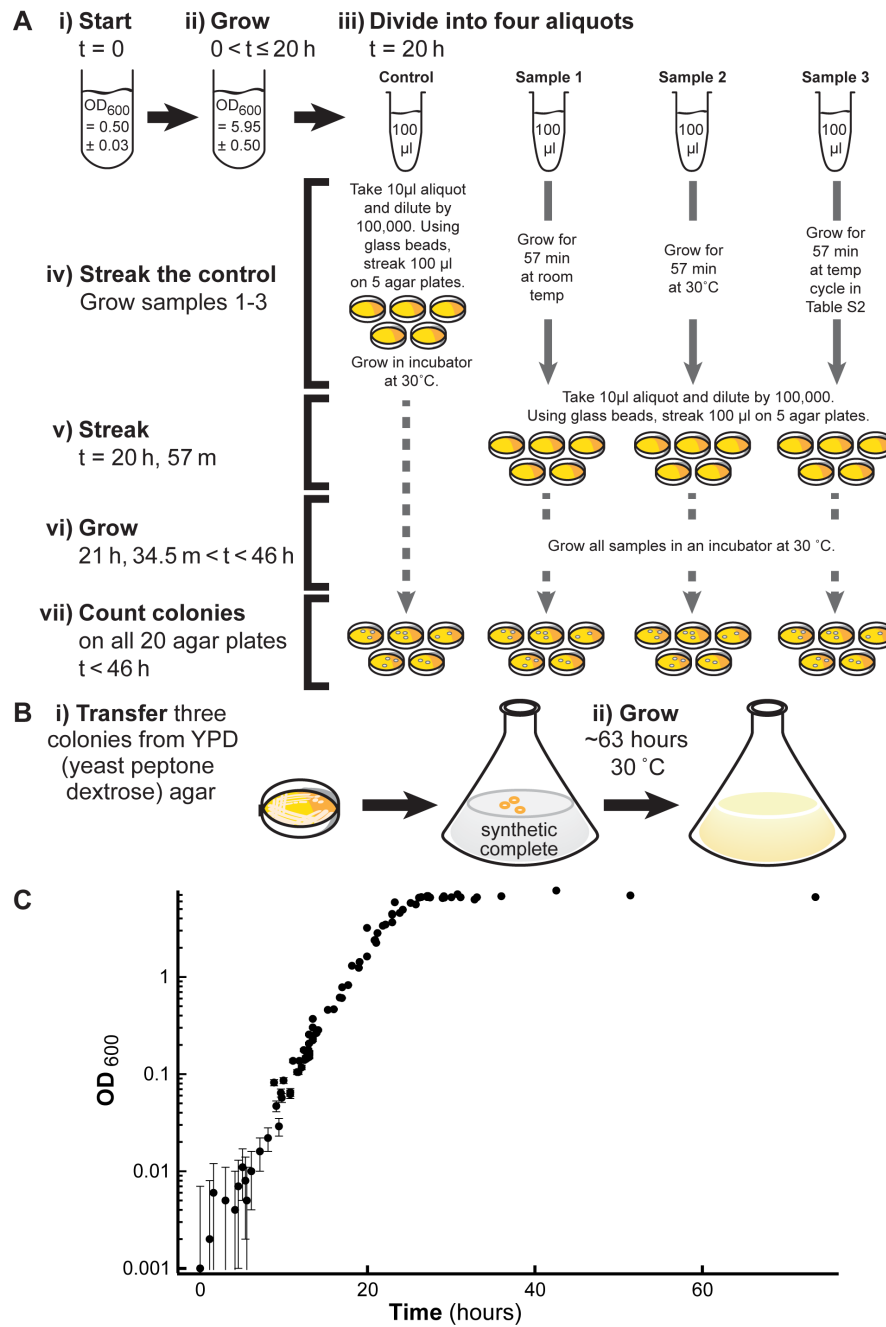 A
i) Start
t = 0
ii) Grow
0 < t ≤ 20 h
iii) Divide into four aliquots
t = 20 h
Control
Sample 1
Sample 2
Sample 3
OD600
= 0.50
± 0.03
OD600
= 5.95
± 0.50
100
µl
100
µl
100
µl
100
µl
iv) Streak the control
Grow samples 1-3
Take 10µl aliquot
and dilute by
100,000. Using
glass beads,
streak 100 µl
on 5 agar plates.
Grow in incubator
at 30˚C.
Grow for
57 min
at room
temp
Grow for
57 min
at 30˚C
Grow for
57 min
at temp
cycle in
Table S2
Take 10µl aliquot and dilute by 100,000.
Using glass beads, streak 100 µl on 5 agar plates.
v) Streak
t = 20 h, 57 m
vi) Grow
21 h, 34.5 m < t < 46 h
Grow all samples in an incubator at 30 ˚C.
vii) Count colonies
on all 20 agar plates
t < 46 h
B
i) Transfer three
colonies from YPD
(yeast peptone
dextrose) agar
synthetic
complete
ii) Grow
~63 hours
30 ˚C
C
OD600
1
0.1
0.01
0.001
0
20
40
60
Time (hours)